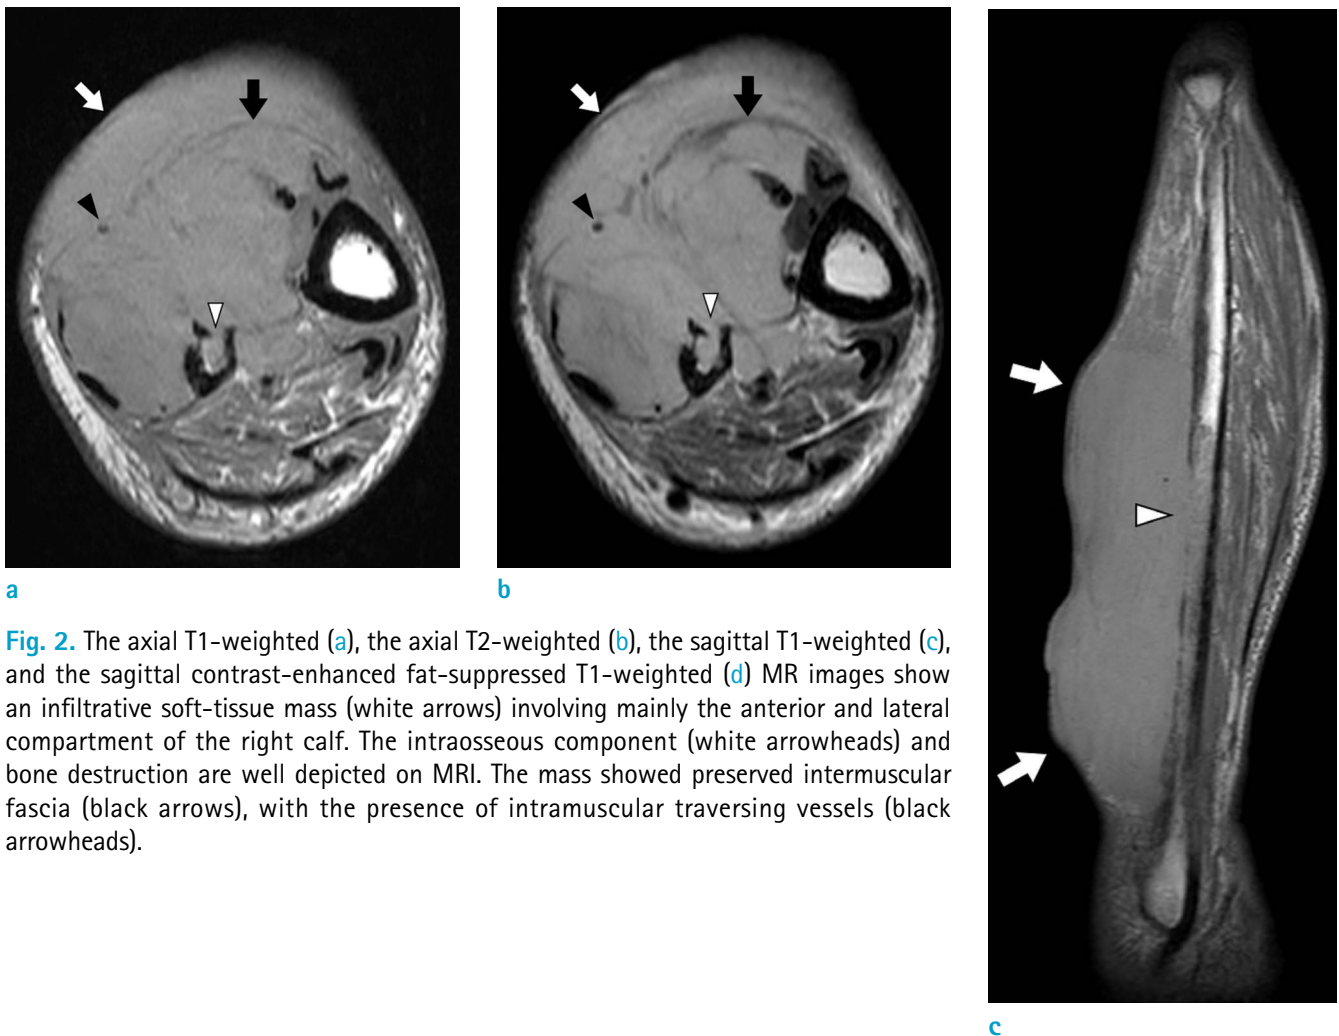 a
b
Fig. 2. The axial T1-weighted (a), the axial T2-weighted (b), the sagittal T1-weighted (c),
and the sagittal contrast-enhanced fat-suppressed T1-weighted (d) MR images show
an infiltrative soft-tissue mass (white arrows) involving mainly the anterior and lateral
compartment of the right calf. The intraosseous component (white arrowheads) and
bone destruction are well depicted on MRI. The mass showed preserved intermuscular
fascia (black arrows), with the presence of intramuscular traversing vessels (black
arrowheads).
c